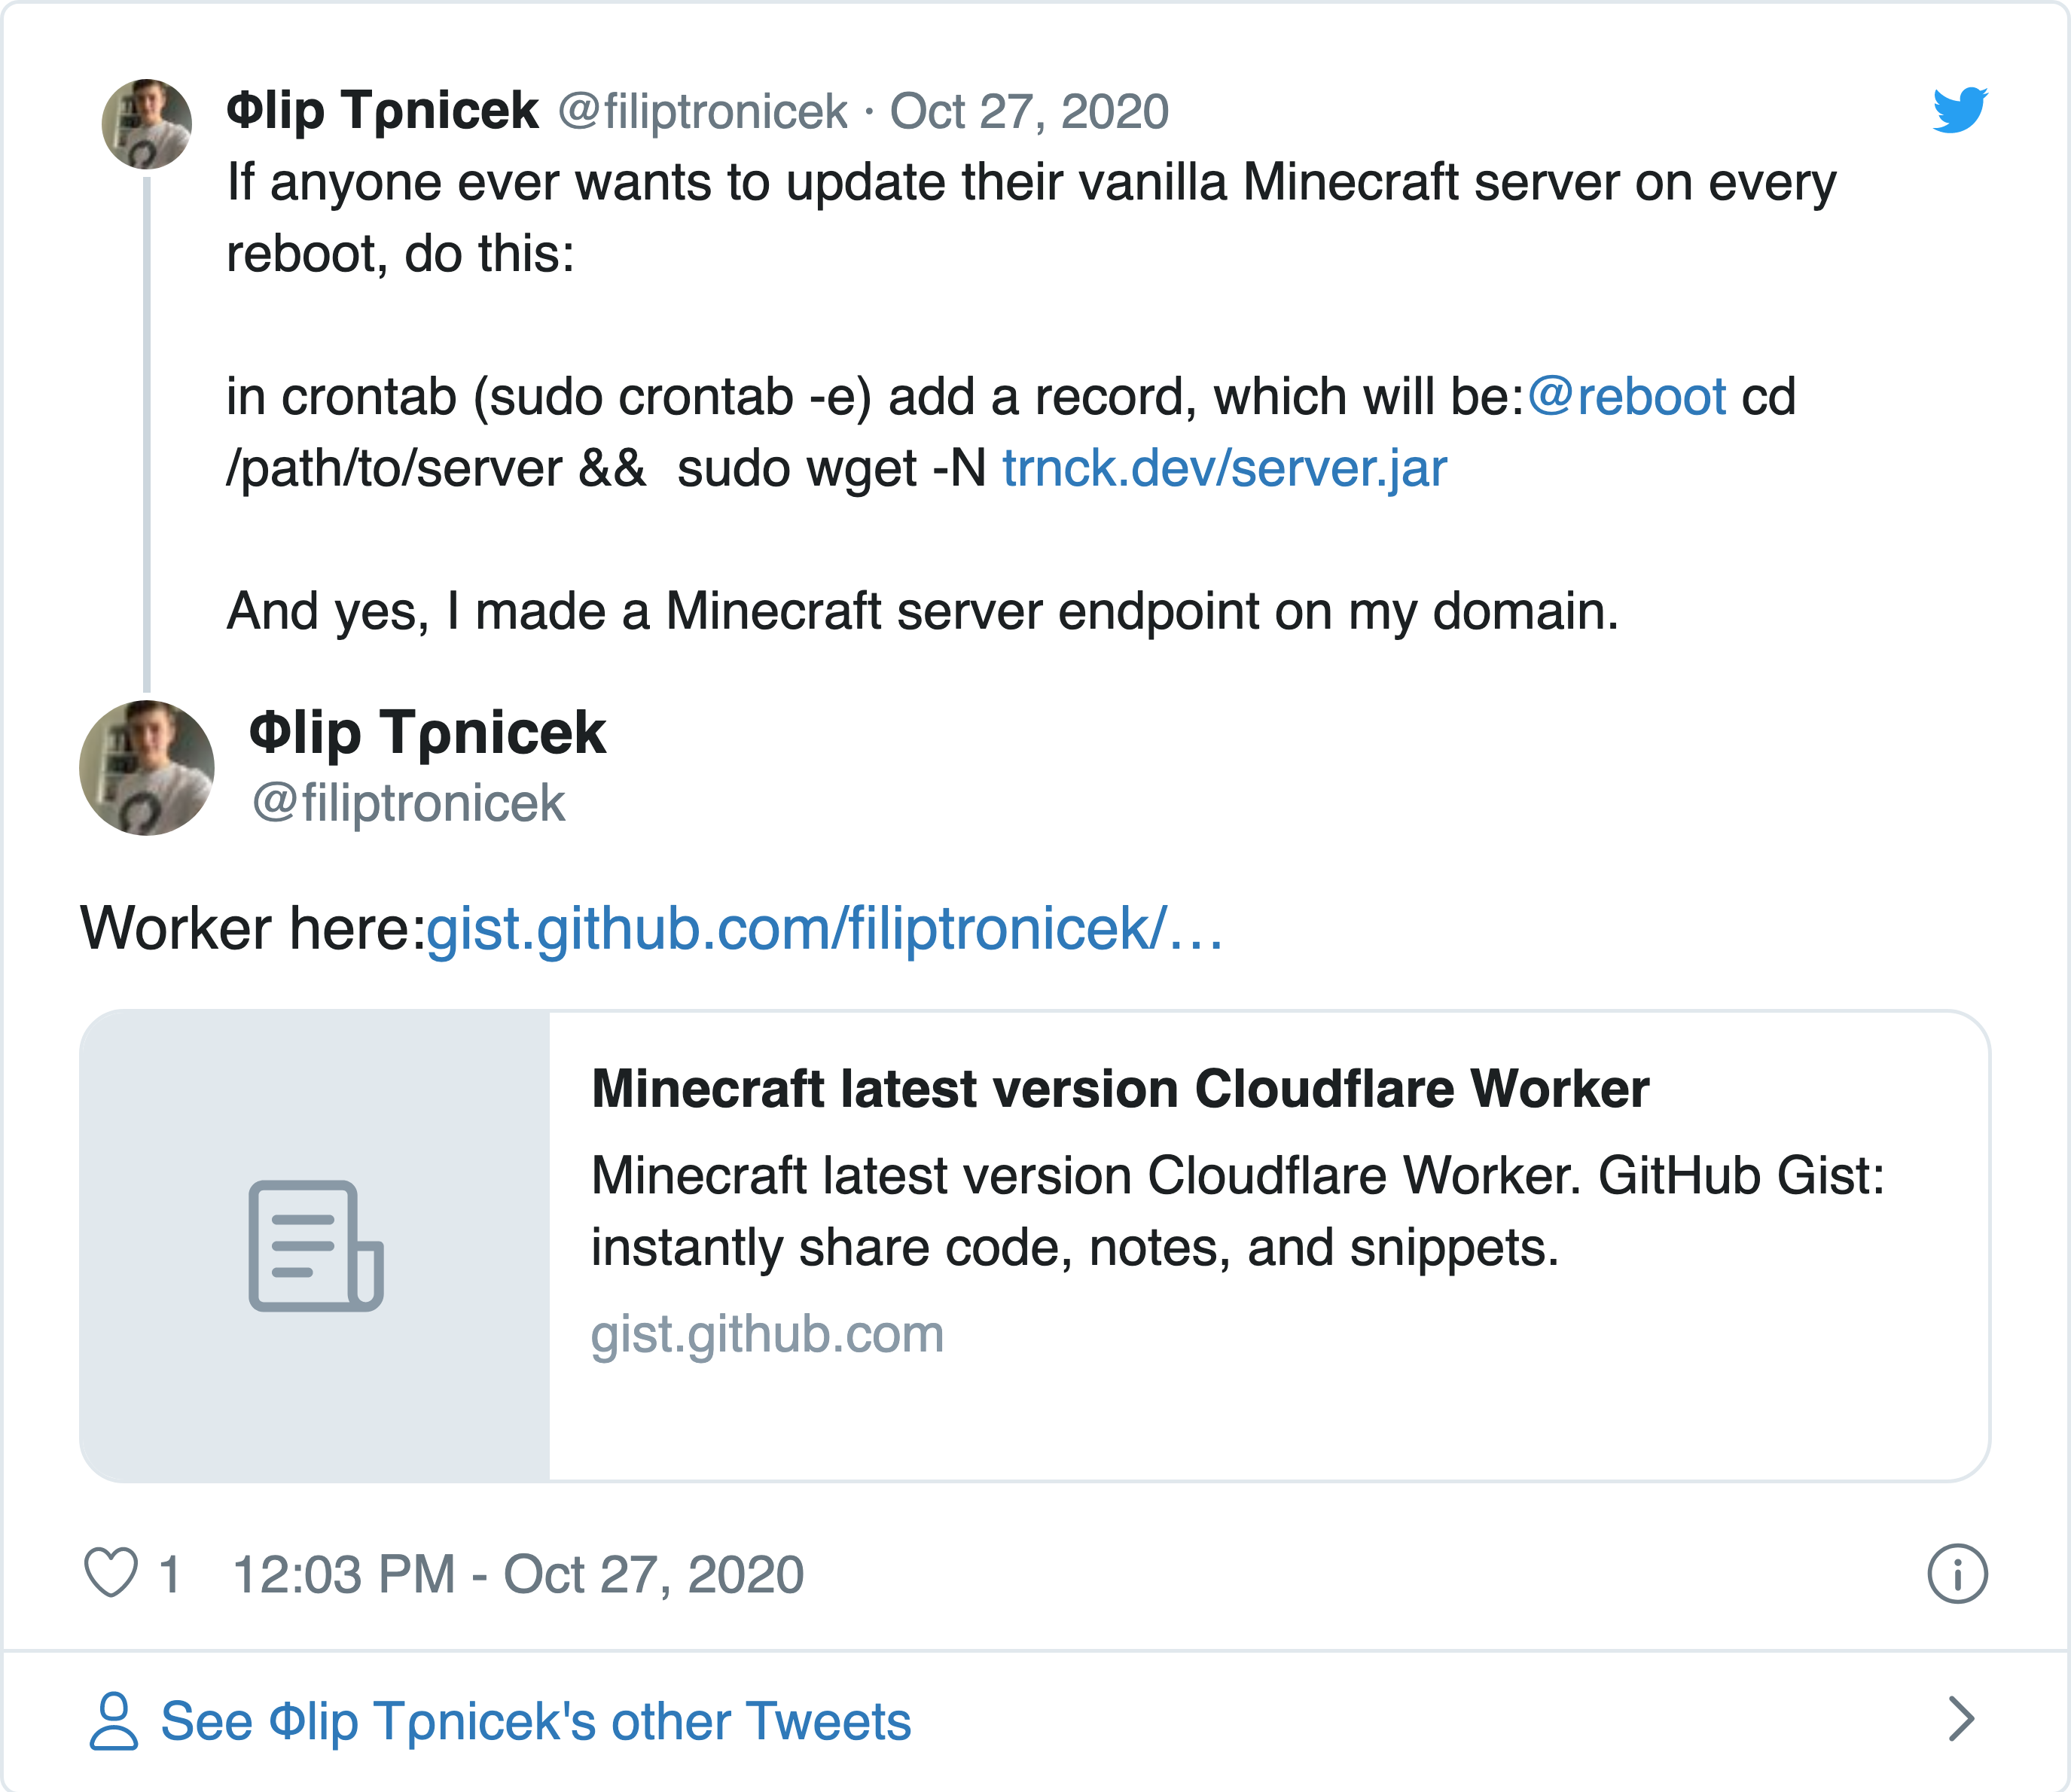 Φlip Tρnicek @filiptronicek · Oct 27, 2020
If anyone ever wants to update their vanilla Minecraft server on every
reboot, do this:
in crontab (sudo crontab -e) add a record, which will be:@reboot cd
/path/to/server &&  sudo wget -N trnck.dev/server.jar
And yes, I made a Minecraft server endpoint on my domain.
Φlip Tρnicek
@filiptronicek
Worker here:gist.github.com/filiptronicek/…
Minecraft latest version Cloudflare Worker
Minecraft latest version Cloudflare Worker. GitHub Gist:
instantly share code, notes, and snippets.
gist.github.com
1 12:03 PM - Oct 27, 2020
See Φlip Tρnicek's other Tweets